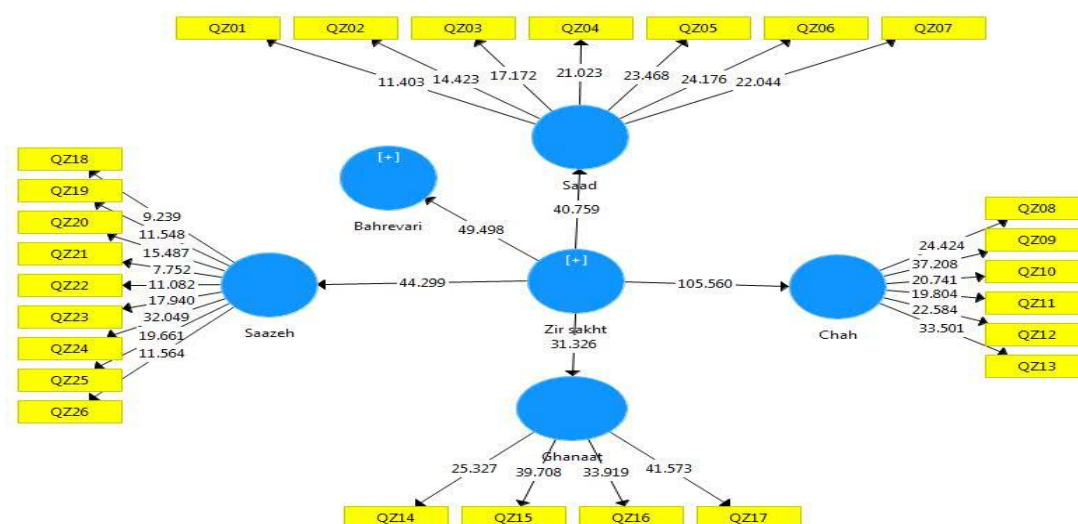 QZ01 QZ02 QZ03 QZ04 QZ05 QZ06 QZ07
11.403 14.423 17.172 21.023 23.468 24.176 22.044
Saad
40.759
[+]
Bahrevari
49.498
QZ18
QZ19
QZ20
QZ21
QZ22
QZ23
QZ24
QZ25
QZ26
9.239
11.548
15.487
7.752
11.082
17.940
32.049
19.661
11.564
Saazeh
44.299
[+]
Zir sakht
105.560
31.326
Chah
24.424
37.208
20.741
19.804
22.584
33.501
QZ08
QZ09
QZ10
QZ11
QZ12
QZ13
Ghanaat
25.327 39.708 33.919 41.573
QZ14 QZ15 QZ16 QZ17